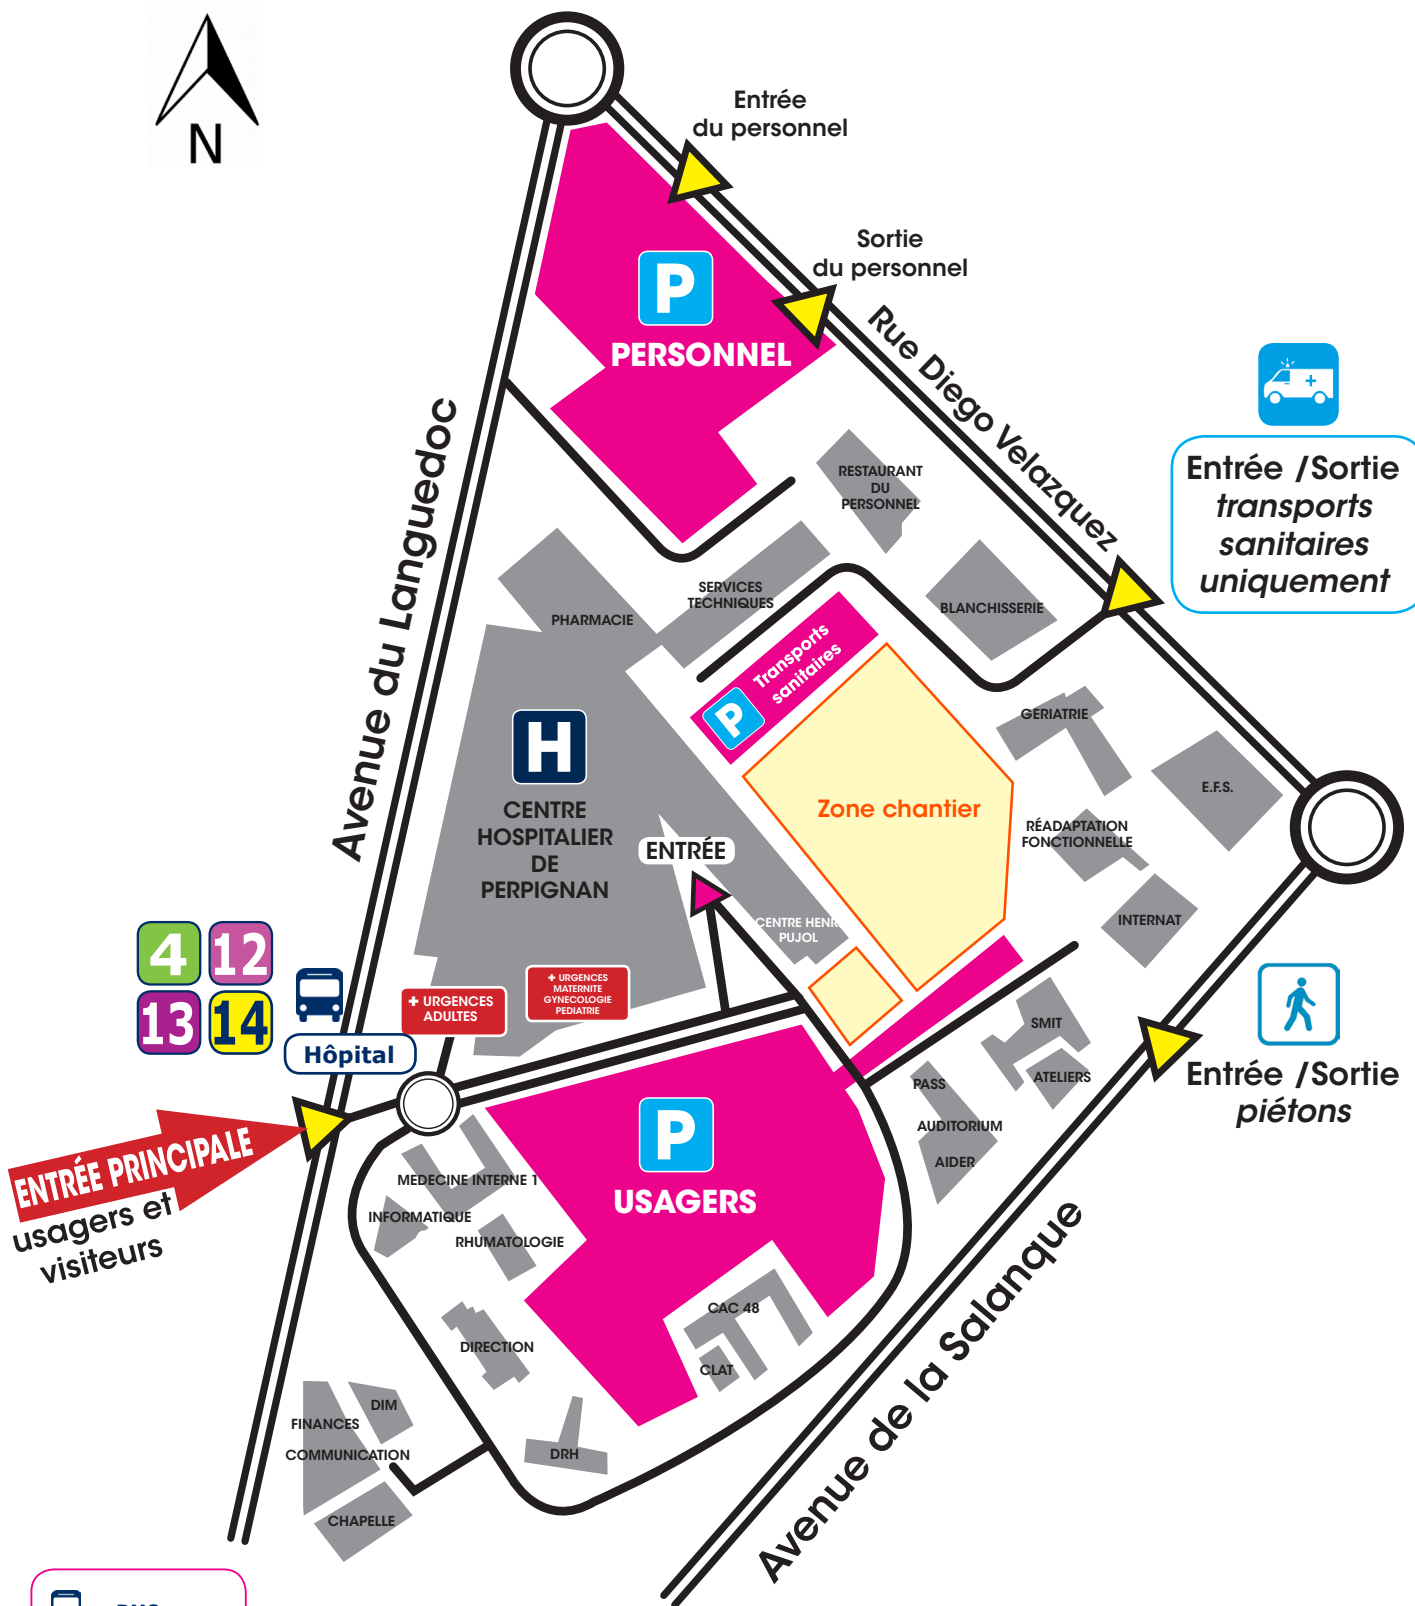 N
Entrée
du personnel
Sortie
du personnel
P
PERSONNEL
Rue Diego Velazquez
Avenue du Languedoc
Entrée /Sortie
transports
sanitaires
uniquement
RESTAURANT
DU
PERSONNEL
SERVICES
TECHNIQUES
PHARMACIE
BLANCHISSERIE
P
Transports
sanitaires
H
CENTRE
HOSPITALIER
DE
PERPIGNAN
GERIATRIE
E.F.S.
Zone chantier
RÉADAPTATION
FONCTIONNELLE
ENTRÉE
CENTRE HENRI
PUJOL
INTERNAT
4 12
13 14
Hôpital
+ URGENCES
ADULTES
+ URGENCES
MATERNITE
GYNECOLOGIE
PEDIATRIE
SMIT
ATELIERS
PASS
AUDITORIUM
AIDER
Entrée /Sortie
piétons
ENTRÉE PRINCIPALE
usagers et
visiteurs
P
USAGERS
MEDECINE INTERNE 1
INFORMATIQUE
RHUMATOLOGIE
CAC 48
CLAT
DIRECTION
DIM
FINANCES
COMMUNICATION
DRH
CHAPELLE
Avenue de la Salanque